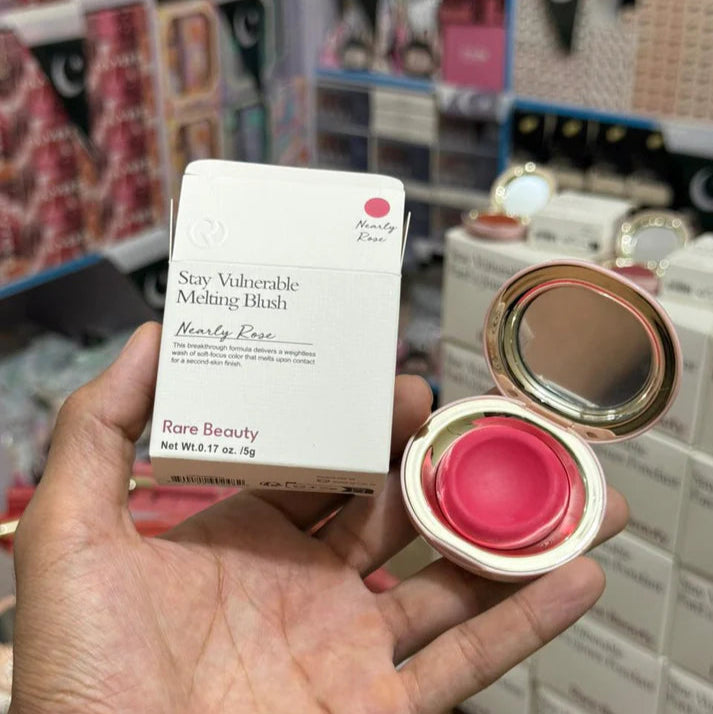 Nearly
Rose
Stay Vulnerable
Melting Blush
Nearly Rose
This breakthrough formula delivers a weightless
wash of soft-focus color that melts upon contact
for a second-skin finish.
Rare Beauty
Net Wt.0.17 oz. /5g